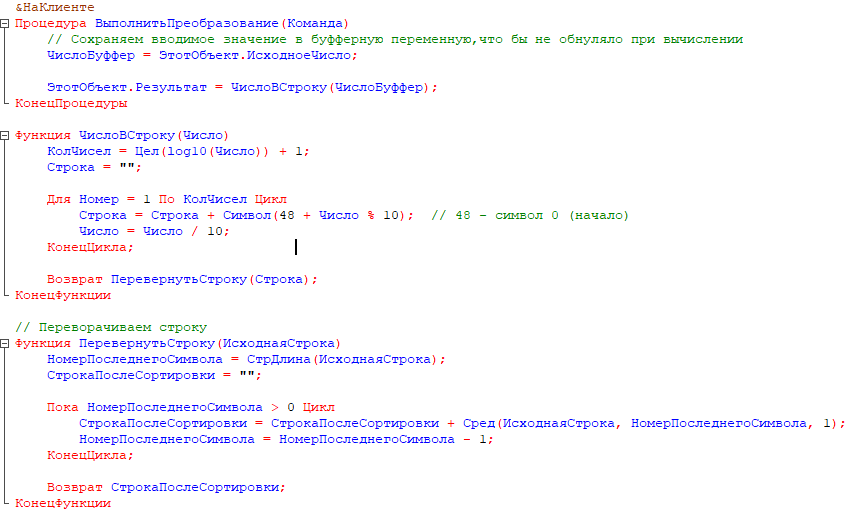 &НаКлиенте
Процедура ВыполнитьПреобразование(Команда)
// Сохраняем вводимое значение в буфферную переменную,что бы не обнуляло при вычислении
ЧислоБуффер = ЭтотОбъект.ИсходноеЧисло;
ЭтотОбъект.Результат = ЧислоВСтроку(ЧислоБуффер);
КонецПроцедуры
Функция ЧислоВСтроку(Число)
КолЧисел = Цел(log10(Число)) + 1;
Строка = "";
Для Номер = 1 По КолЧисел Цикл
Строка = Строка + Символ(48 + Число % 10);  // 48 - символ 0 (начало)
Число = Число / 10;
КонецЦикла;
Возврат ПеревернутьСтроку(Строка);
КонецФункции
// Переворачиваем строку
Функция ПеревернутьСтроку(ИсходнаяСтрока)
НомерПоследнегоСимвола = СтрДлина(ИсходнаяСтрока);
СтрокаПослеСортировки = "";
Пока НомерПоследнегоСимвола > 0 Цикл
СтрокаПослеСортировки = СтрокаПослеСортировки + Сред(ИсходнаяСтрока, НомерПоследнегоСимвола, 1);
НомерПоследнегоСимвола = НомерПоследнегоСимвола - 1;
КонецЦикла;
Возврат СтрокаПослеСортировки;
КонецФункции